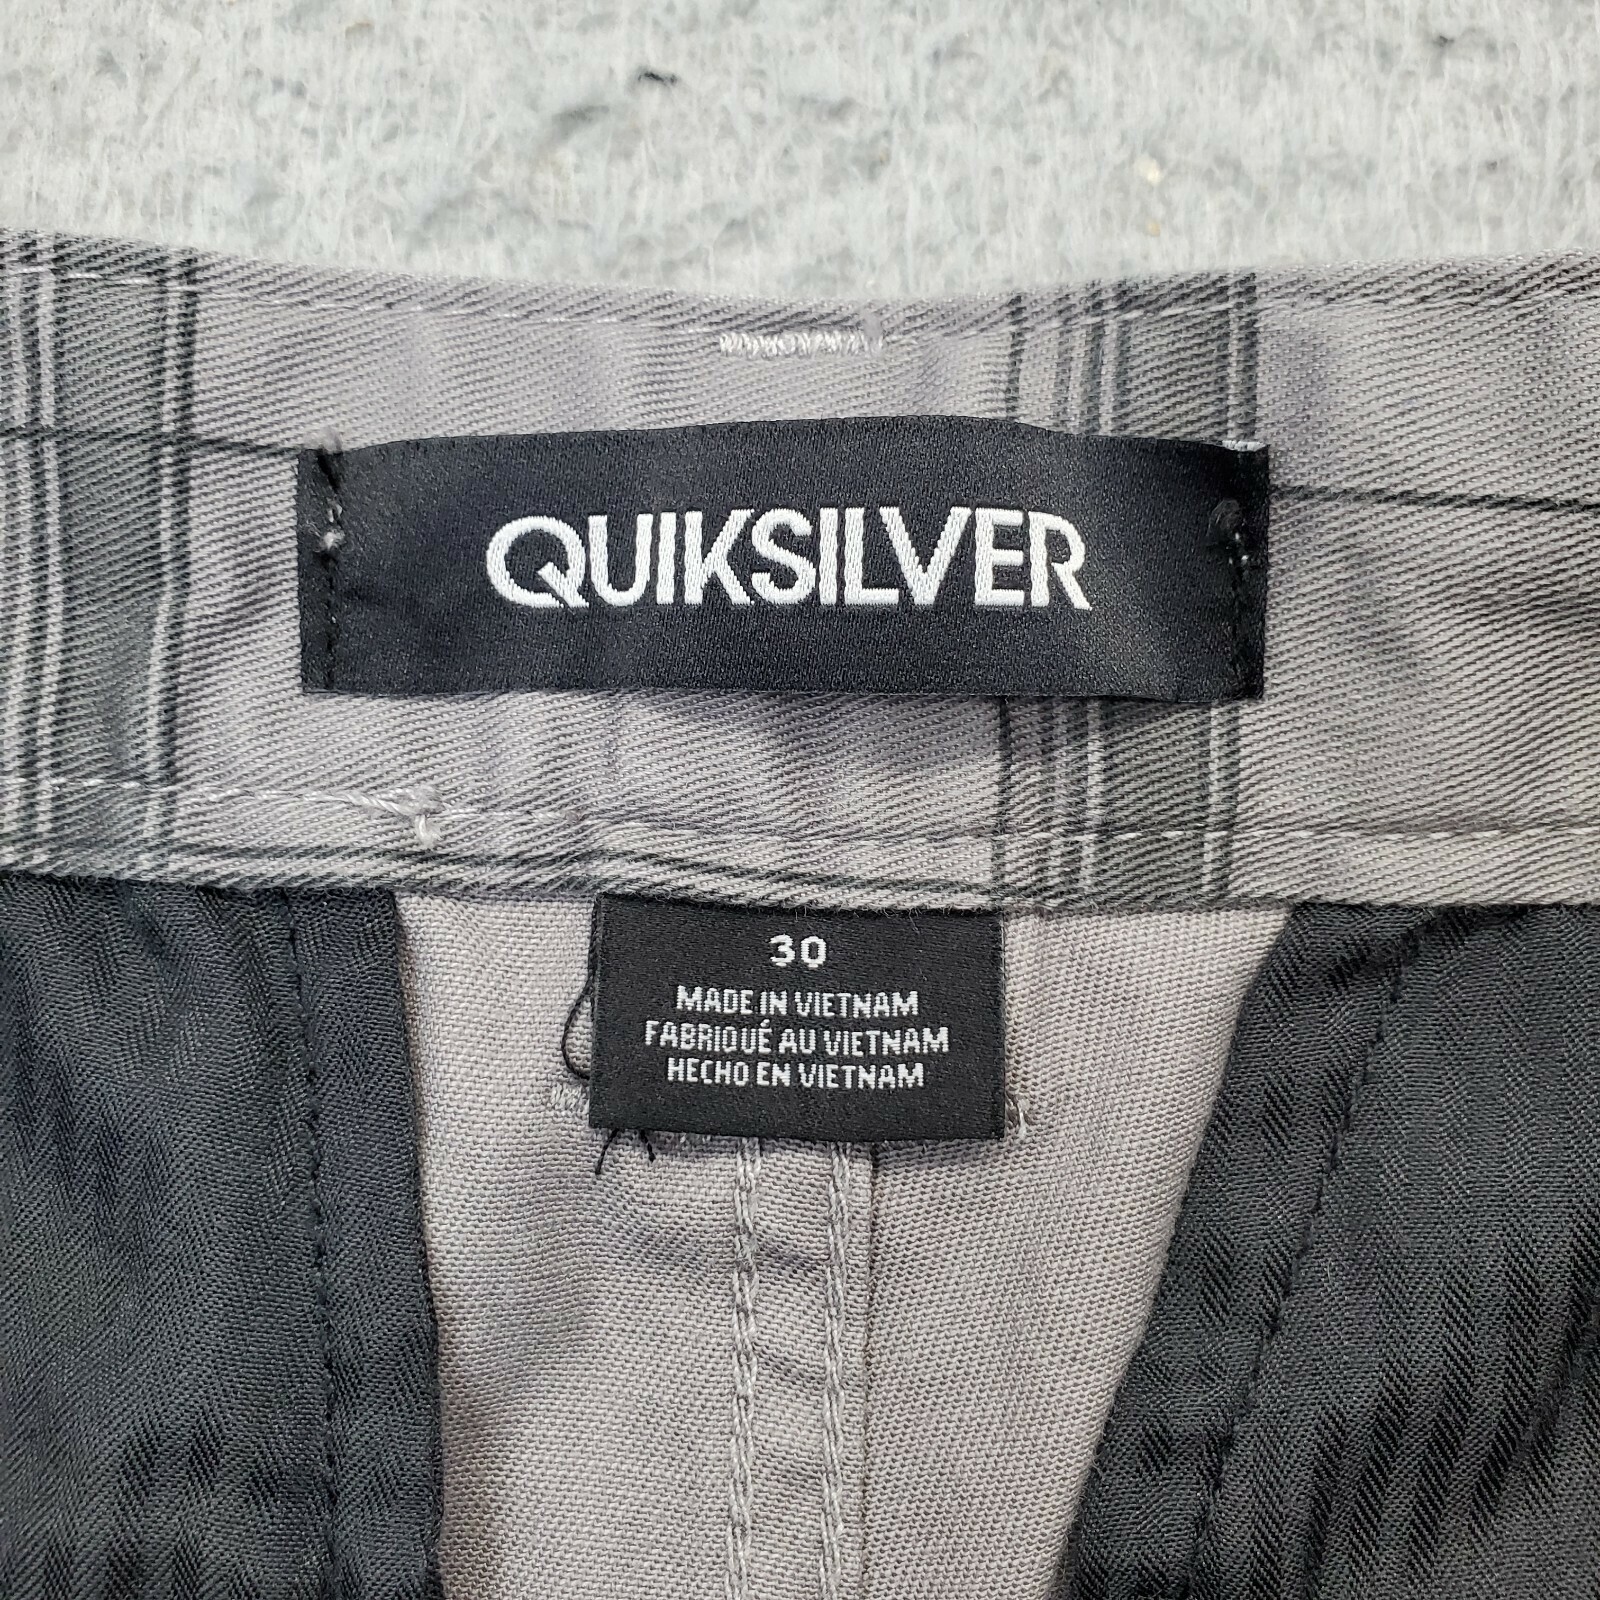 QUIKSILVER
30
MADE IN VIETNAM
FABRIQUÉ AU VIETNAM
HECHO EN VIETNAM